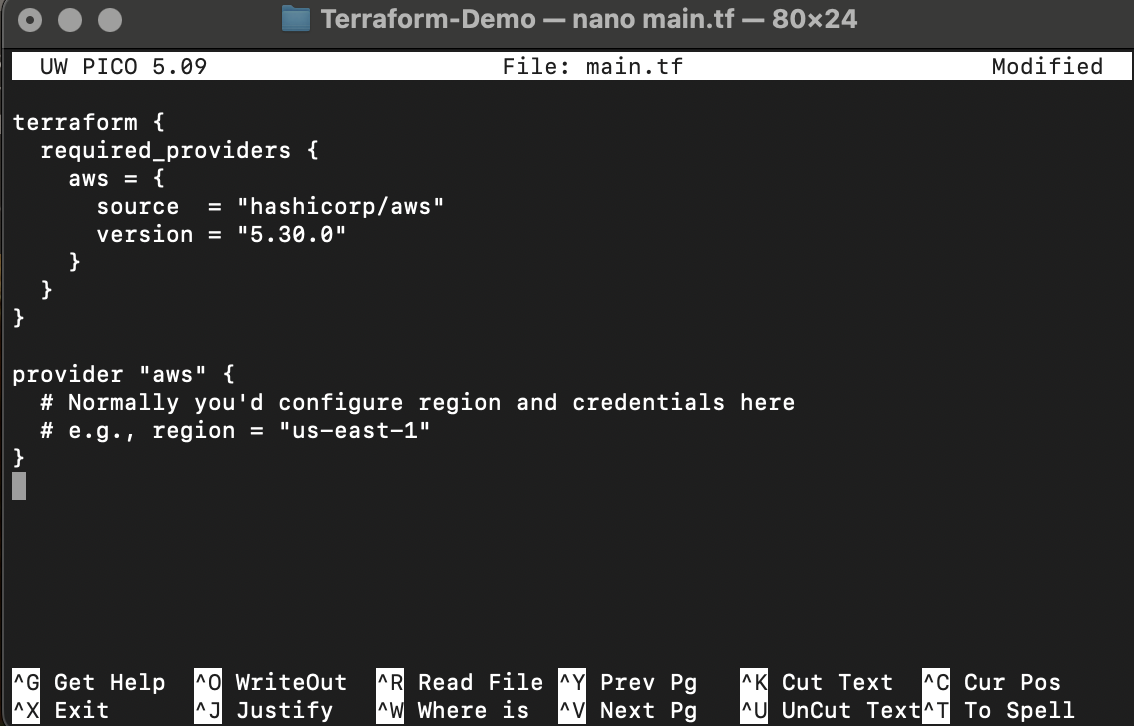 Terraform-Demo — nano main.tf — 80×24
UW PICO 5.09 File: main.tf Modified
terraform {
  required_providers {
    aws = {
      source  = "hashicorp/aws"
      version = "5.30.0"
    }
  }
}
provider "aws" {
  # Normally you'd configure region and credentials here
  # e.g., region = "us-east-1"
}
^G Get Help ^O WriteOut ^R Read File ^Y Prev Pg ^K Cut Text ^C Cur Pos
^X Exit ^J Justify ^W Where is ^V Next Pg ^U UnCut Text ^T To Spell